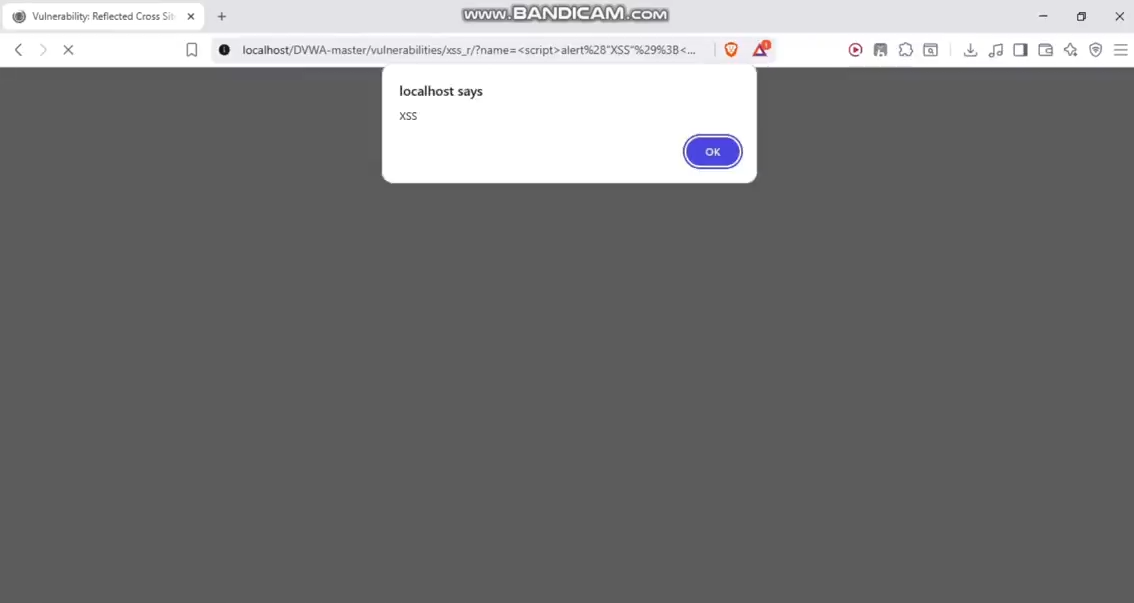 www.BANDICAM.com
Vulnerability: Reflected Cross Sit
localhost/DVWA-master/vulnerabilities/xss_r/?name=<script>alert%28"XSS"%29%3B<...
1
localhost says
XSS
OK